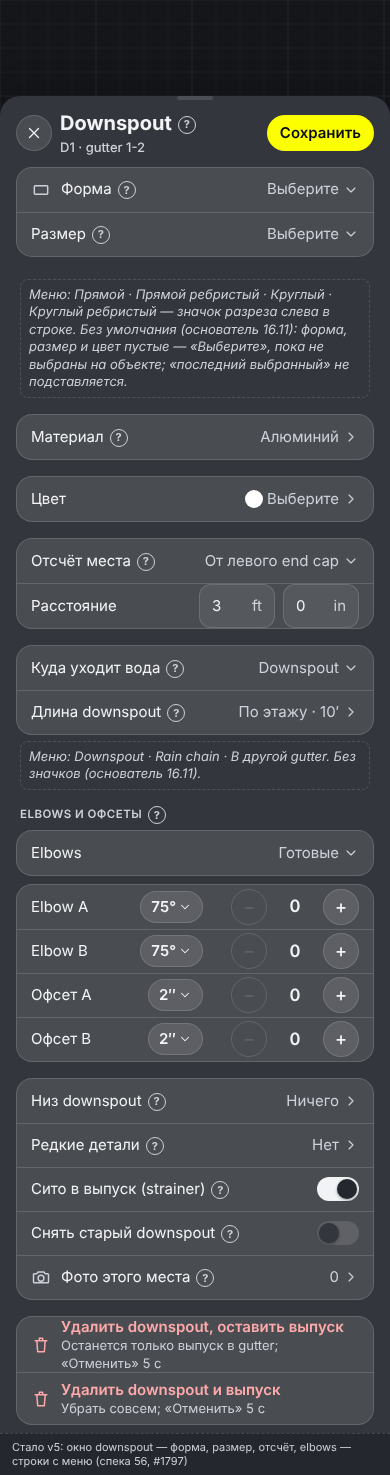 Downspout ?
D1 · gutter 1-2
Сохранить
Форма ? Выберите
Размер ? Выберите
Меню: Прямой · Прямой ребристый · Круглый ·
Круглый ребристый — значок разреза слева в
строке. Без умолчания (основатель 16.11): форма,
размер и цвет пустые — «Выберите», пока не
выбраны на объекте; «последний выбранный» не
подставляется.
Материал ? Алюминий
Цвет Выберите
Отсчёт места ? От левого end cap
Расстояние 3 ft 0 in
Куда уходит вода ? Downspout
Длина downspout ? По этажу · 10′
Меню: Downspout · Rain chain · В другой gutter. Без
значков (основатель 16.11).
ELBOWS И ОФСЕТЫ ?
Elbows Готовые
Elbow A 75° − 0 +
Elbow B 75° − 0 +
Офсет A 2″ − 0 +
Офсет B 2″ − 0 +
Низ downspout ? Ничего
Редкие детали ? Нет
Сито в выпуск (strainer) ?
Снять старый downspout ?
Фото этого места ? 0
Удалить downspout, оставить выпуск
Останется только выпуск в gutter;
«Отменить» 5 с
Удалить downspout и выпуск
Убрать совсем; «Отменить» 5 с
Стало v5: окно downspout — форма, размер, отсчёт, elbows —
строки с меню (спека 56, #1797)